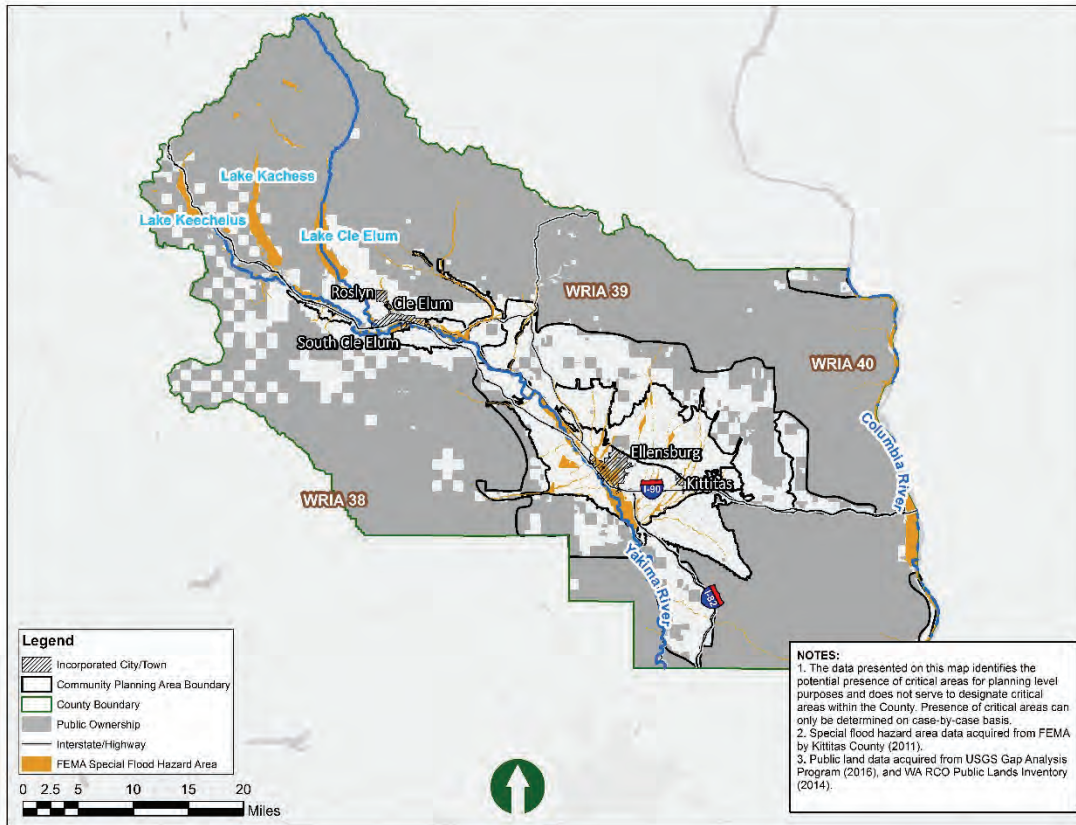 Lake Kachess
Lake Keechelus
Lake Cle Elum
Roslyn
Cle Elum
South Cle Elum
WRIA 39
WRIA 40
Columbia River
Ellensburg
Kittitas
I-90
WRIA 38
Yakima River
I-82
Legend
Incorporated City/Town
Community Planning Area Boundary
County Boundary
Public Ownership
Interstate/Highway
FEMA Special Flood Hazard Area
0 2.5 5 10 15 20
Miles
NOTES:
1. The data presented on this map identifies the
potential presence of critical areas for planning level
purposes and does not serve to designate critical
areas within the County. Presence of critical areas can
only be determined on case-by-case basis.
2. Special flood hazard area data acquired from FEMA
by Kittitas County (2011).
3. Public land data acquired from USGS Gap Analysis
Program (2016), and WA RCO Public Lands Inventory
(2014).